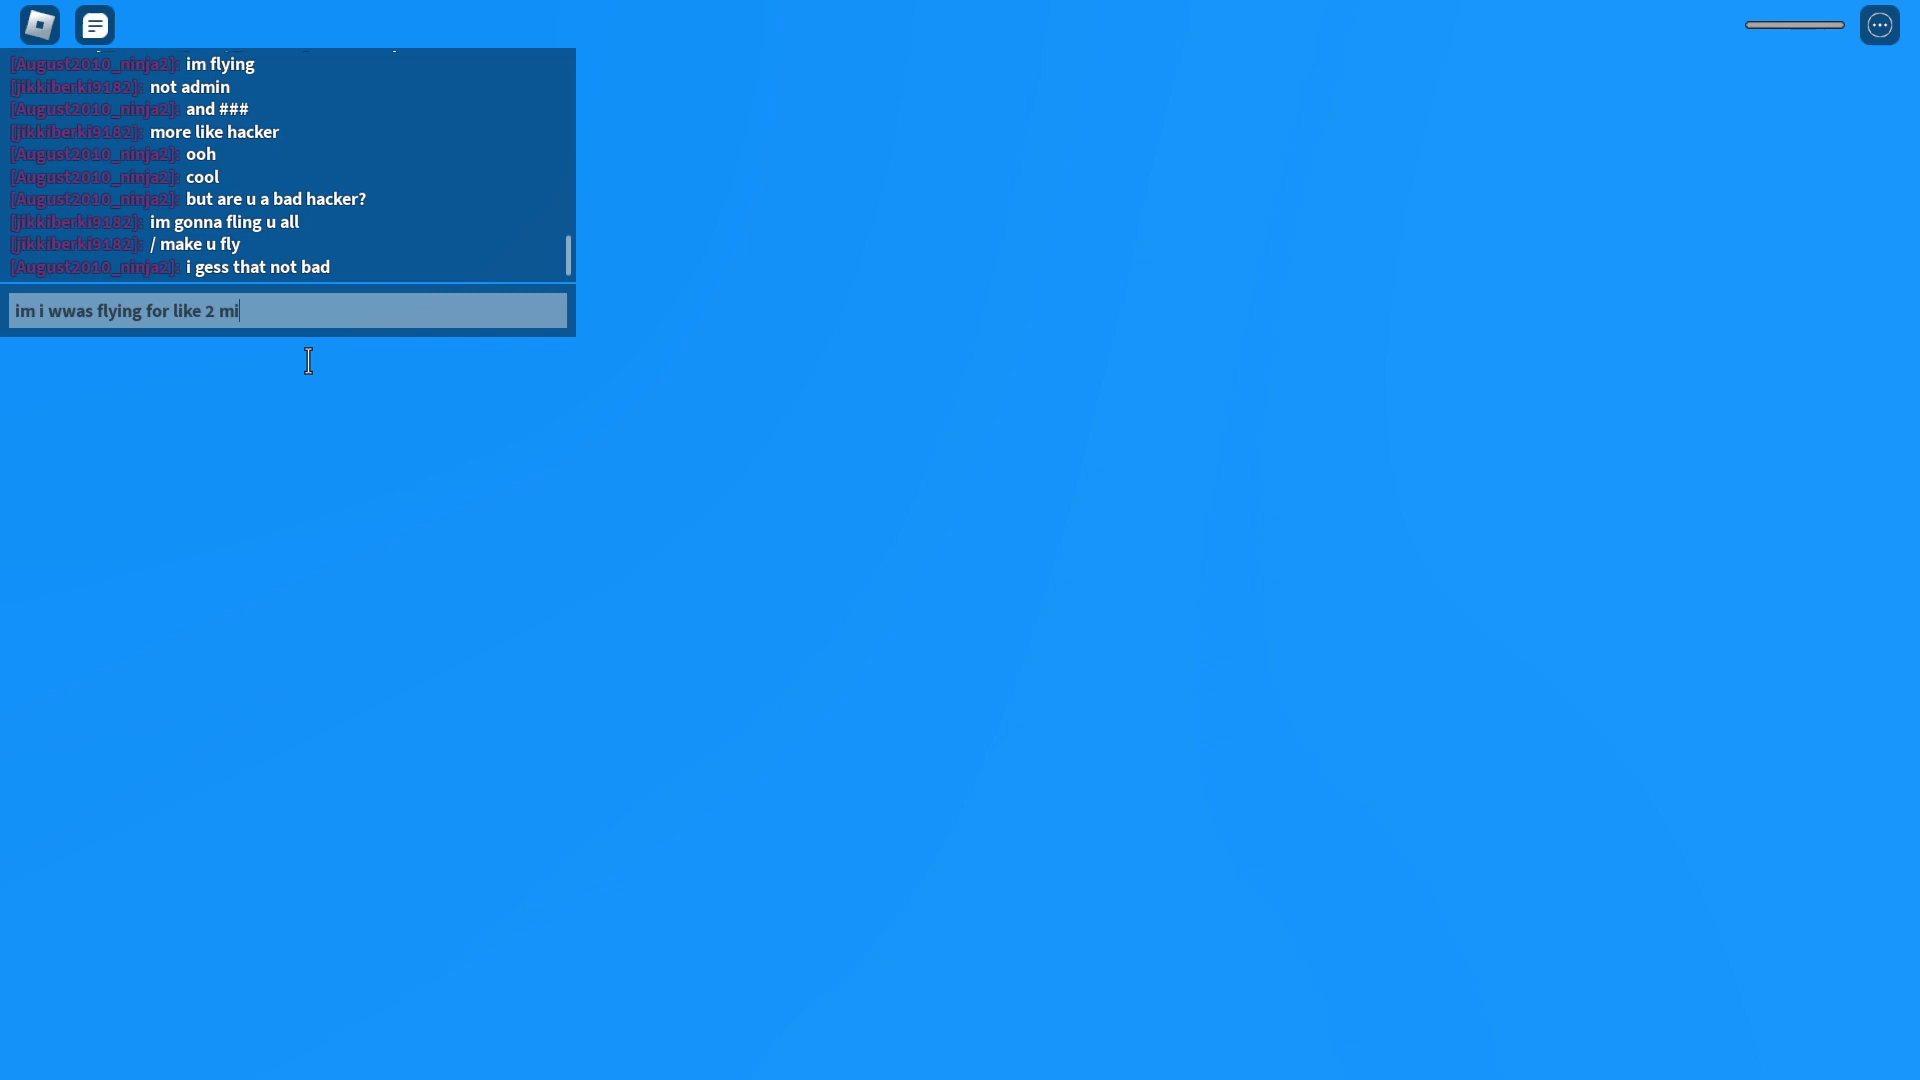 [August2010_ninja2]: im flying
[jikkiberki9182]: not admin
[August2010_ninja2]: and ###
[jikkiberki9182]: more like hacker
[August2010_ninja2]: ooh
[August2010_ninja2]: cool
[August2010_ninja2]: but are u a bad hacker?
[jikkiberki9182]: im gonna fling u all
[jikkiberki9182]: / make u fly
[August2010_ninja2]: i gess that not bad
im i wwas flying for like 2 mi